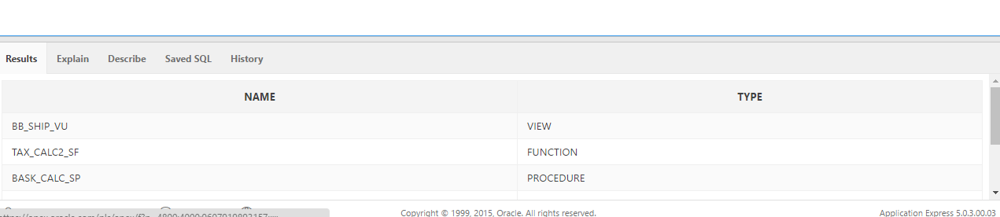 Results Explain Describe Saved SQL History
NAME TYPE
BB_SHIP_VU VIEW
TAX_CALC2_SF FUNCTION
BASK_CALC_SP PROCEDURE
Copyright © 1999, 2015, Oracle. All rights reserved. Application Express 5.0.3.00.03